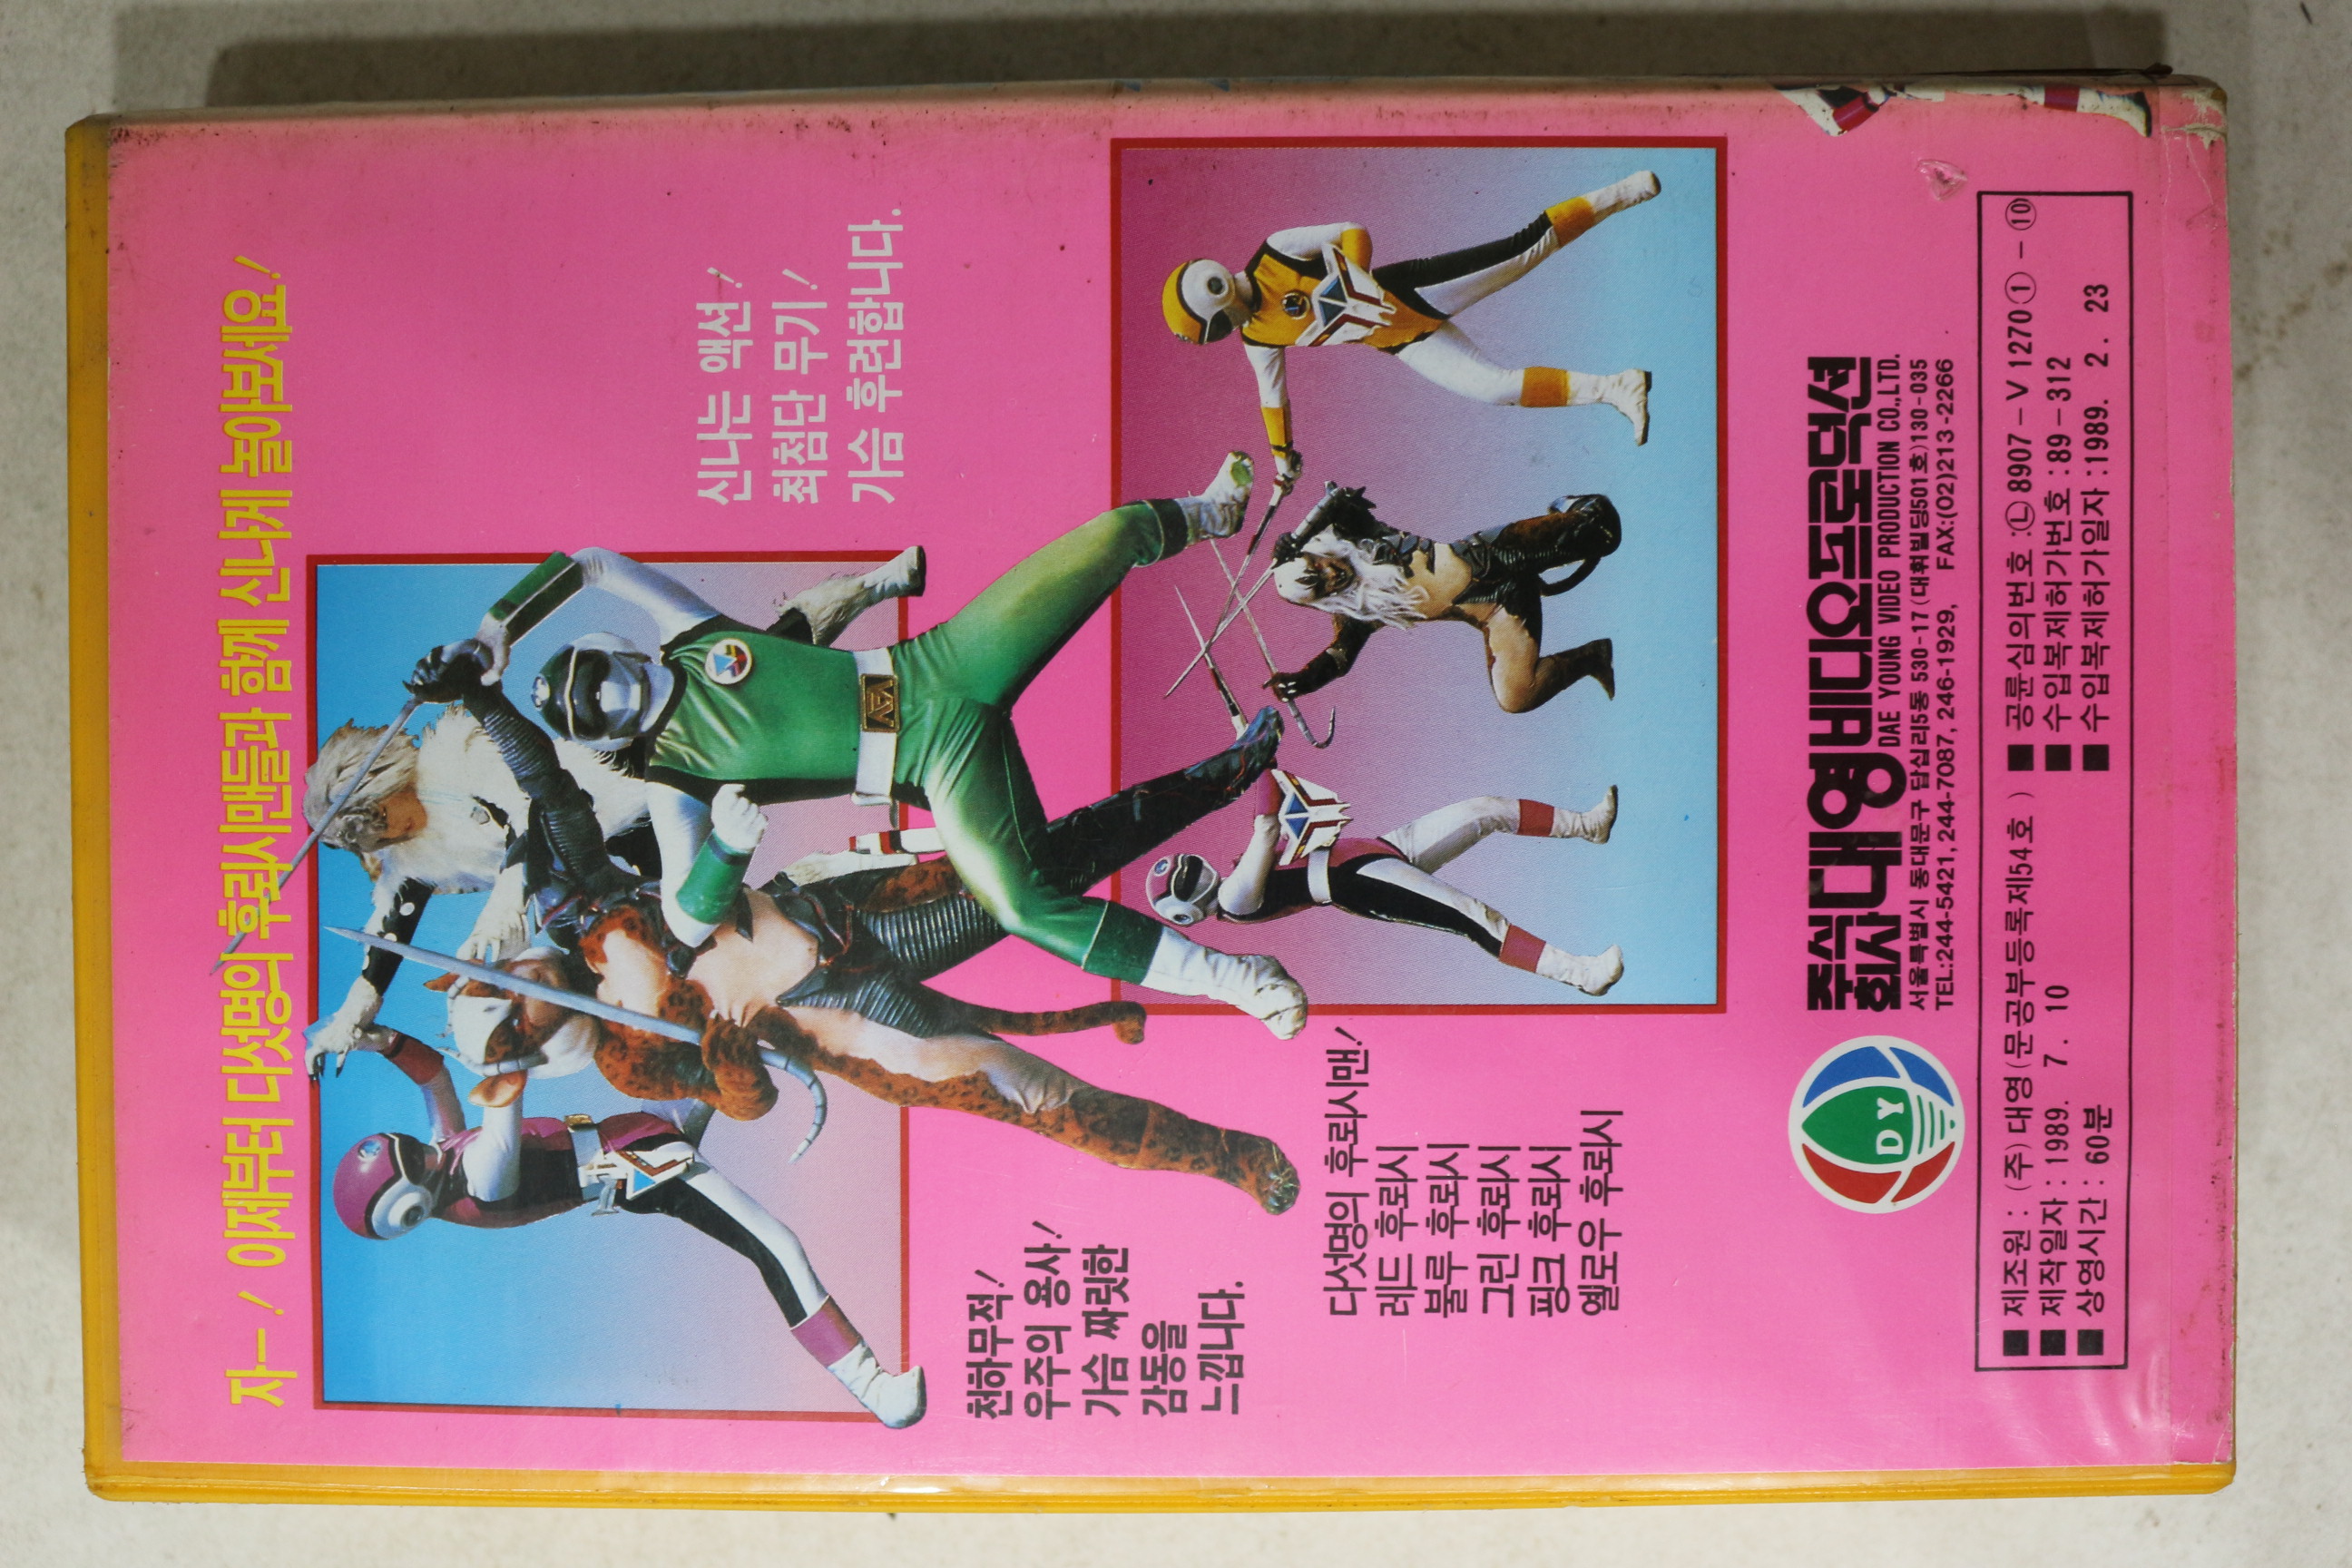 자─! 이제부터 다섯명의 후뢰시맨들과 함께 신나게 놀아보세요!
신나는 액션!
최첨단 무기!
가슴 후련합니다.
천하무적!
우주의 용사!
가슴 짜릿한
감동을
느낍니다.
다섯명의 후뢰시맨!
레드 후뢰시
불루 후뢰시
그린 후뢰시
핑크 후뢰시
옐로우 후뢰시
DY
주식회사 대영비디오프로덕션
DAE YOUNG VIDEO PRODUCTION CO.,LTD.
서울특별시 동대문구 답십리5동 530-17 (대휘빌딩501호)130-035
TEL:244-5421, 244-7087, 246-1929, FAX:(02)213-2266
■ 제조원 : (주) 대영 (문공부등록제54호) ■ 공륜심의번호 :Ⓛ 8907-V1270①-⑩
■ 제작일자 : 1989. 7. 10 ■ 수입복제허가번호 :89-312
■ 상영시간 : 60분 ■ 수입복제허가일자 :1989. 2. 23